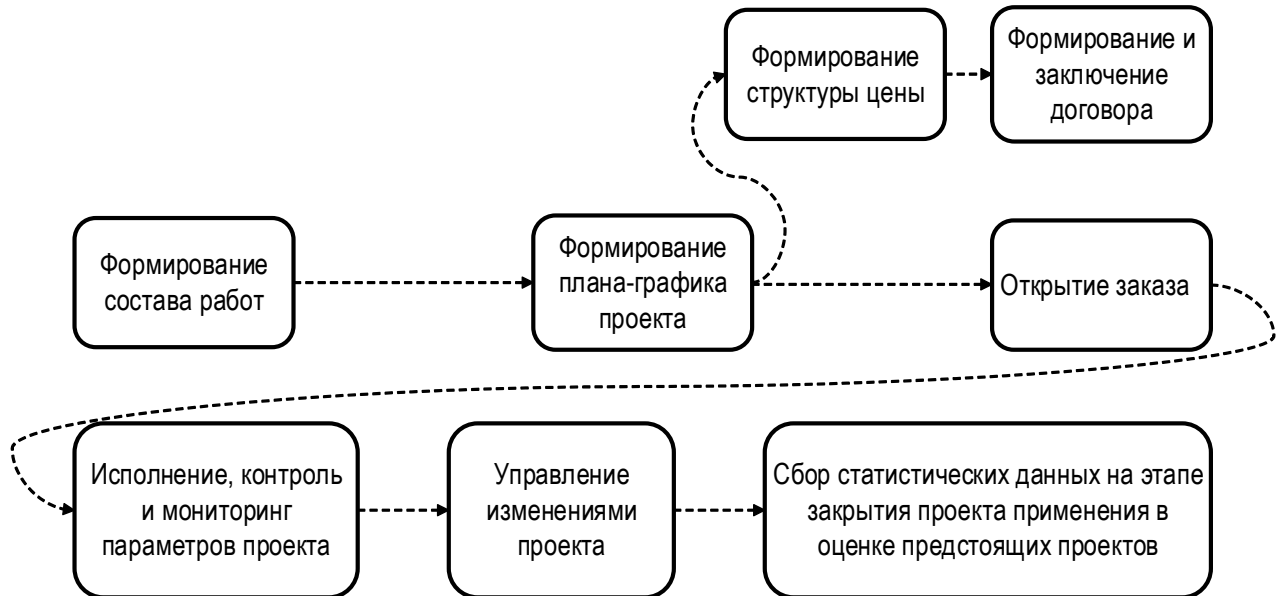 Формирование
структуры цены
Формирование и
заключение
договора
Формирование
состава работ
Формирование
плана-графика
проекта
Открытие заказа
Исполнение, контроль
и мониторинг
параметров проекта
Управление
изменениями
проекта
Сбор статистических данных на этапе
закрытия проекта применения в
оценке предстоящих проектов